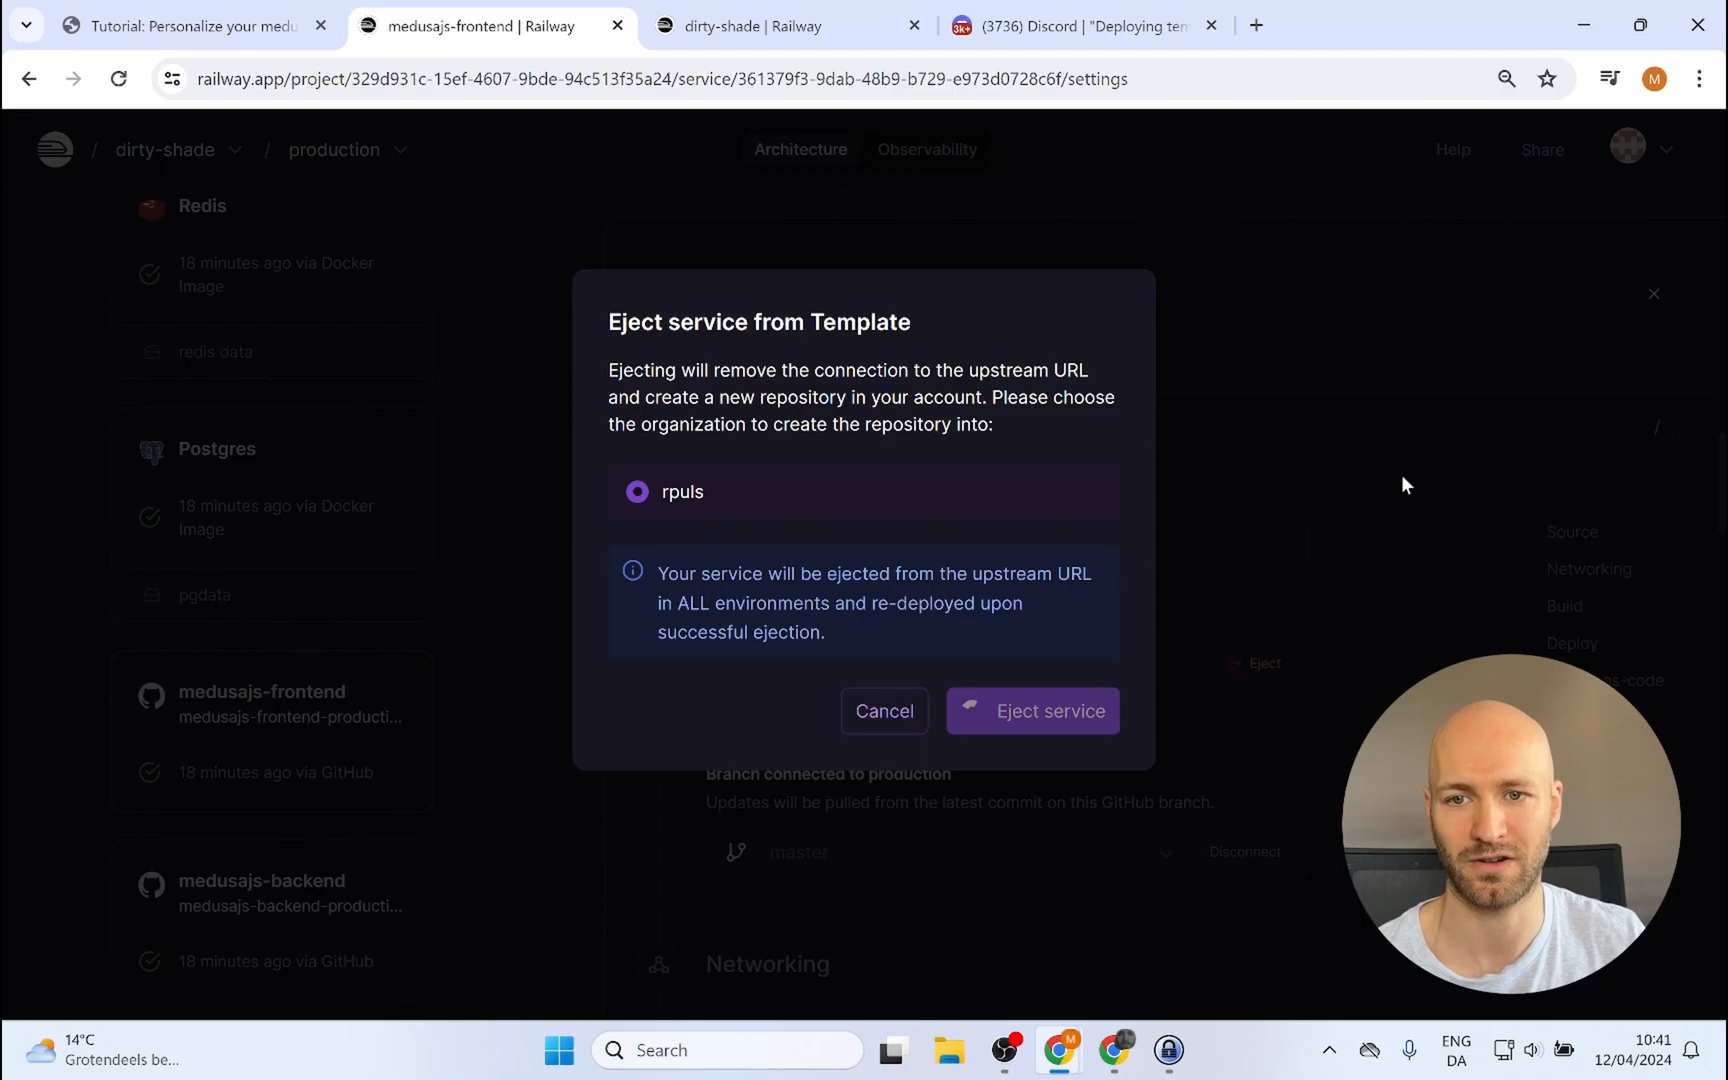 Tutorial: Personalize your medu
medusajs-frontend | Railway
dirty-shade | Railway
3k+
(3736) Discord | "Deploying tem
railway.app/project/329d931c-15ef-4607-9bde-94c513f35a24/service/361379f3-9dab-48b9-b729-e973d0728c6f/settings
M
/ dirty-shade / production
Architecture
Observability
Help
Share
Redis
18 minutes ago via Docker
Image
redis data
Postgres
18 minutes ago via Docker
Image
pgdata
medusajs-frontend
medusajs-frontend-producti...
18 minutes ago via GitHub
medusajs-backend
medusajs-backend-producti...
18 minutes ago via GitHub
Eject service from Template
Ejecting will remove the connection to the upstream URL
and create a new repository in your account. Please choose
the organization to create the repository into:
rpuls
Your service will be ejected from the upstream URL
in ALL environments and re-deployed upon
successful ejection.
Cancel
Eject service
/
Source
Networking
Build
Deploy
s-code
Eject
Branch connected to production
Updates will be pulled from the latest commit on this GitHub branch.
master
Disconnect
Networking
14°C
Grotendeels be...
Search
M
ENG
DA
10:41
12/04/2024